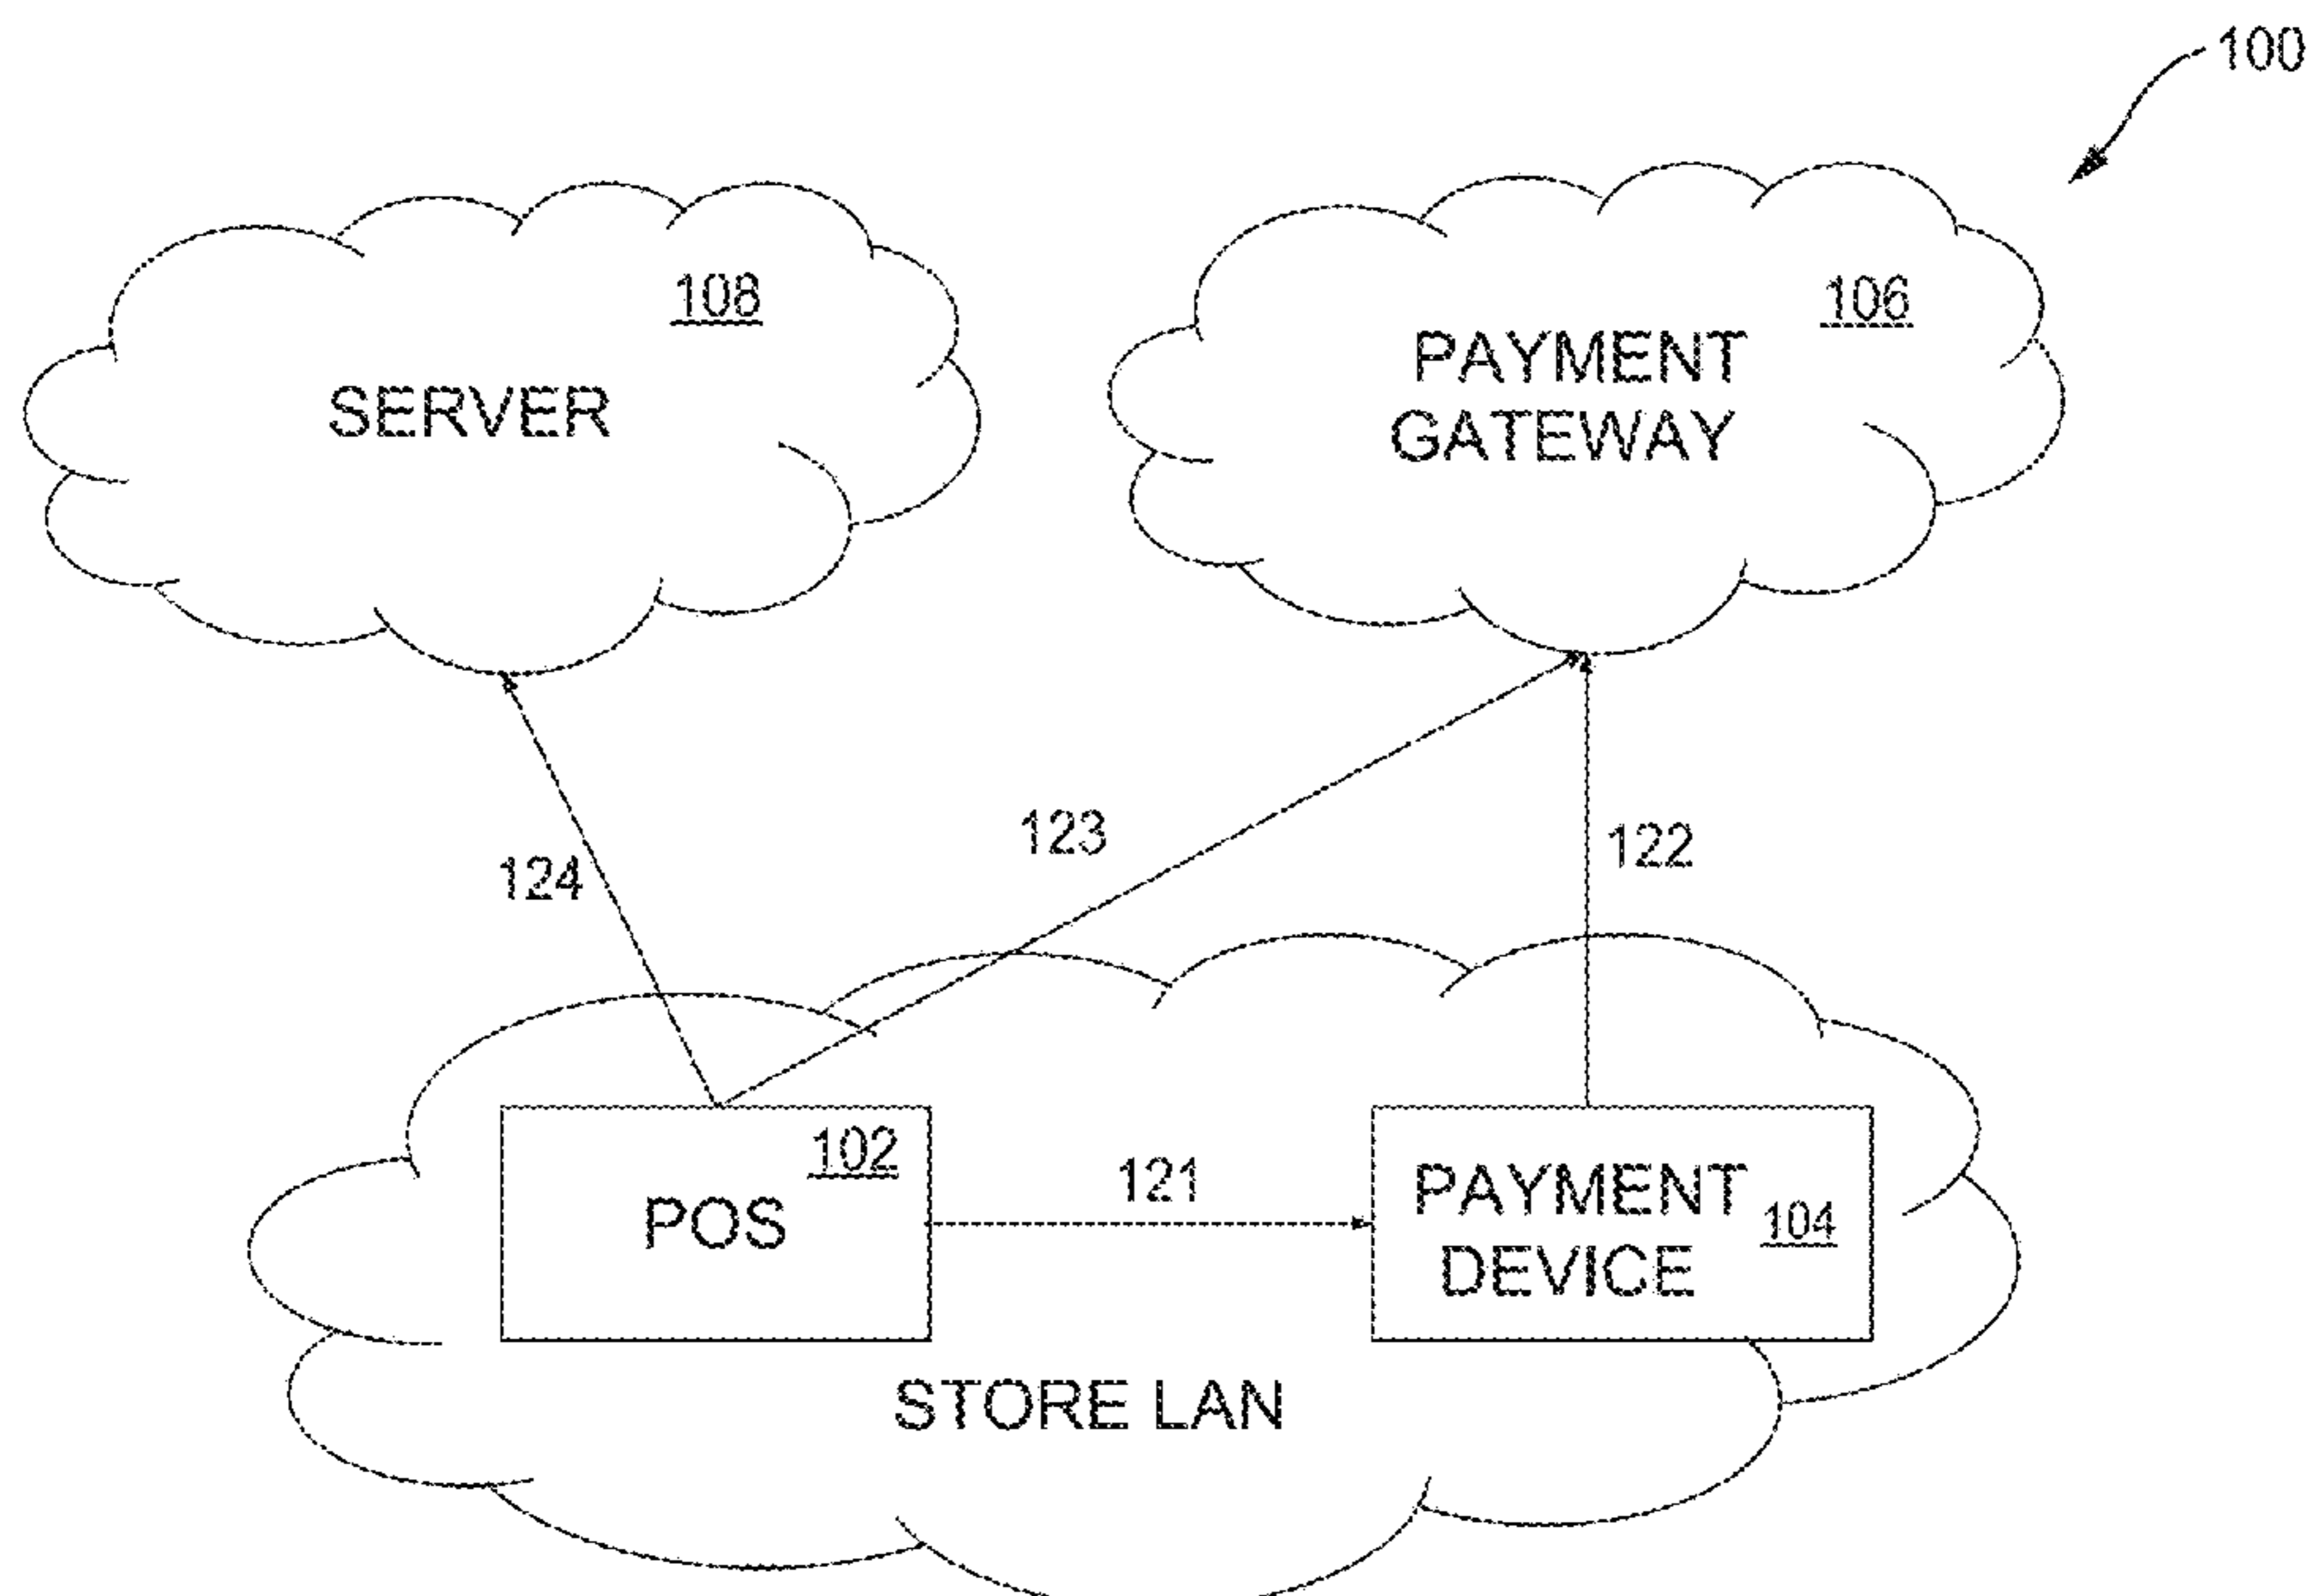 100
108
SERVER
106
PAYMENT
GATEWAY
124
123
122
102
POS
121
PAYMENT
104
DEVICE
STORE LAN